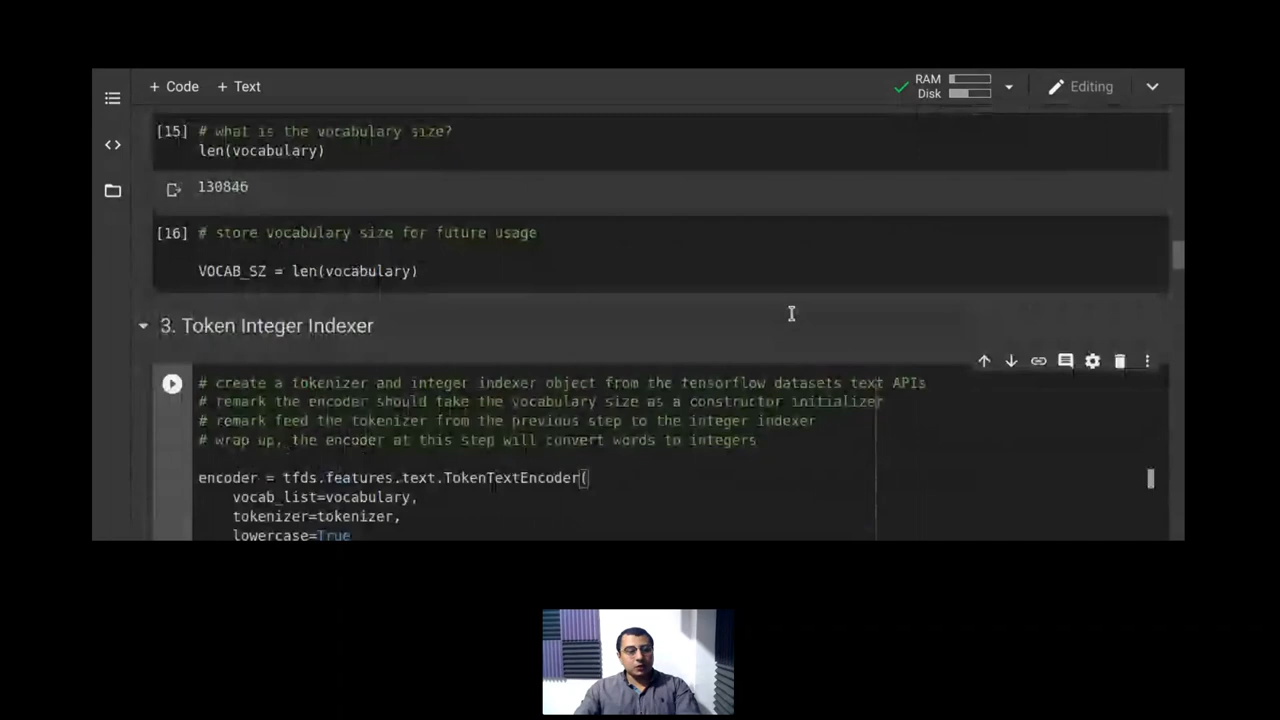 + Code + Text
RAM
Disk
Editing
[15] # what is the vocabulary size?
len(vocabulary)
130846
[16] # store vocabulary size for future usage
VOCAB_SZ = len(vocabulary)
3. Token Integer Indexer
# create a tokenizer and integer indexer object from the tensorflow datasets text APIs
# remark the encoder should take the vocabulary size as a constructor initializer
# remark feed the tokenizer from the previous step to the integer indexer
# wrap up, the encoder at this step will convert words to integers
encoder = tfds.features.text.TokenTextEncoder(
vocab_list=vocabulary,
tokenizer=tokenizer,
lowercase=True